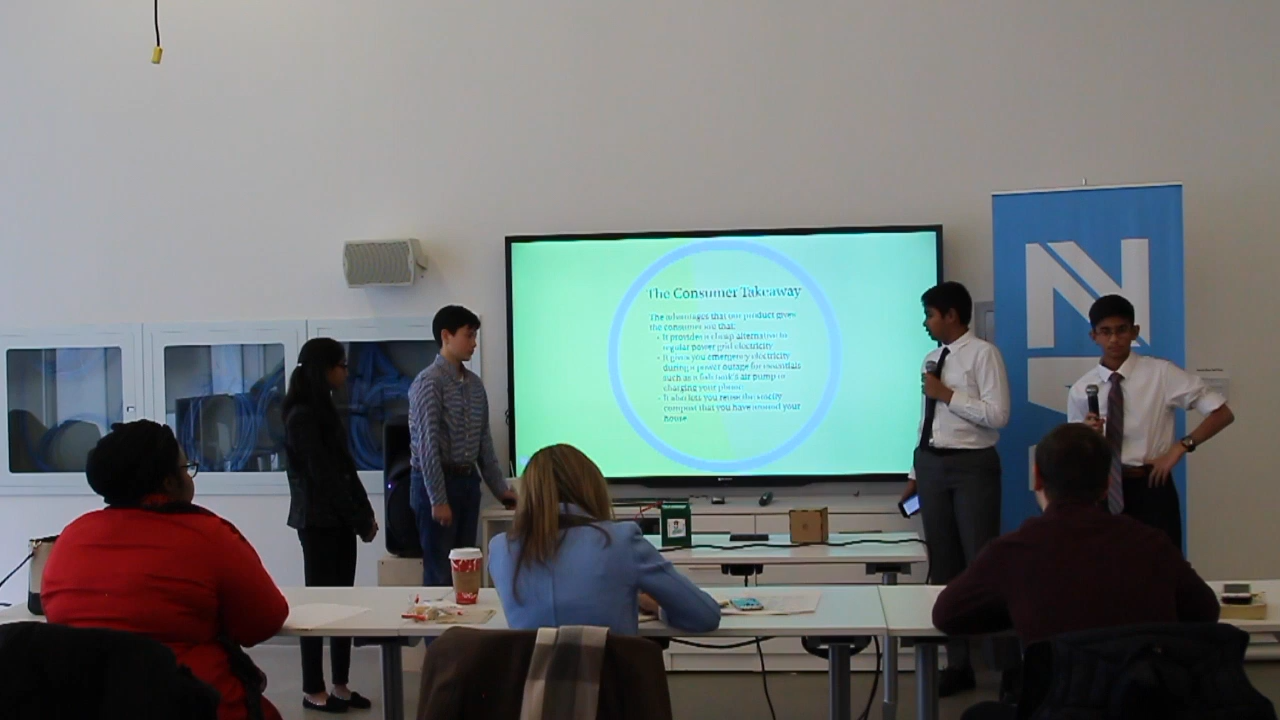 The Consumer Takeaway
The advantages that our product gives
the consumer are that:
• It provides a cheap alternative to
regular power grid electricity
• It gives you emergency electricity
during a power outage for essentials
such as a fish tank's air pump or
charging your phone.
• It also lets you reuse the
compost that you have around your
house.
N